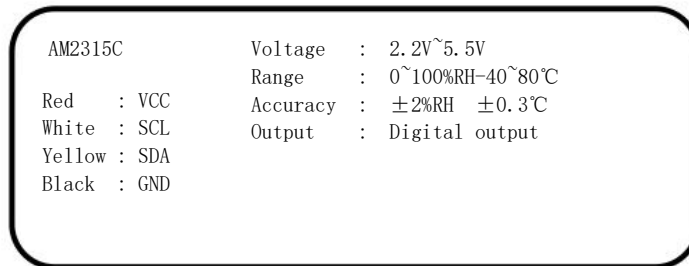 AM2315C
Red : VCC
White : SCL
Yellow : SDA
Black : GND
Voltage : 2.2V~5.5V
Range : 0~100%RH-40~80℃
Accuracy : ±2%RH ±0.3℃
Output : Digital output